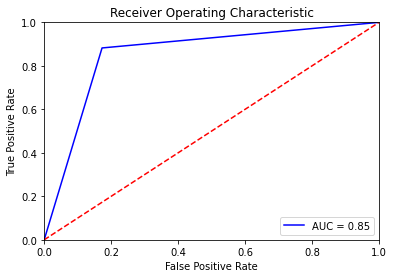 Receiver Operating Characteristic
1.0
0.8
0.6
0.4
0.2
0.0
True Positive Rate
AUC = 0.85
0.0 0.2 0.4 0.6 0.8 1.0
False Positive Rate